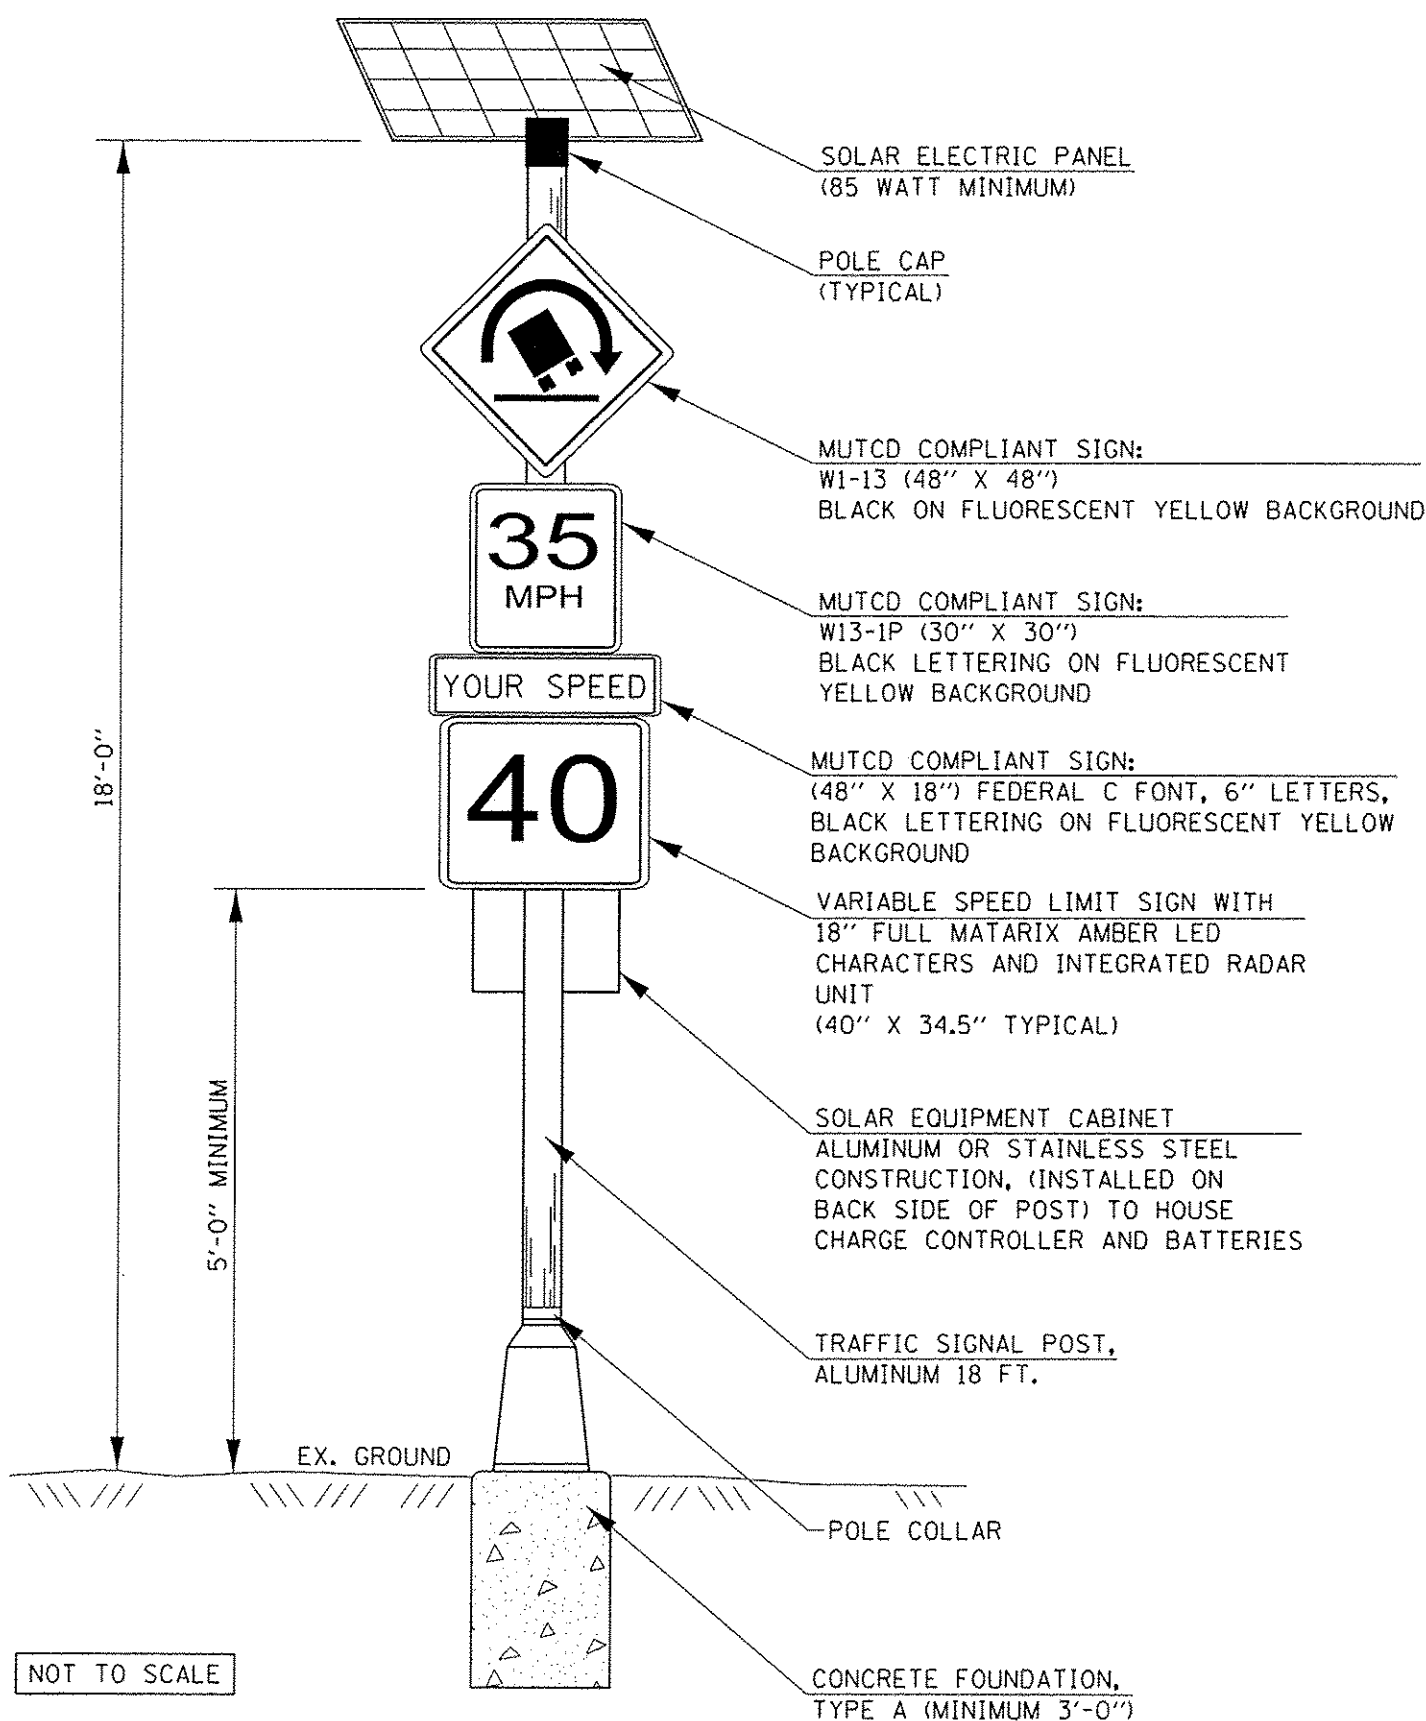 SOLAR ELECTRIC PANEL
(85 WATT MINIMUM)
POLE CAP
(TYPICAL)
MUTCD COMPLIANT SIGN:
W1-13 (48" X 48")
BLACK ON FLUORESCENT YELLOW BACKGROUND
35
MPH
MUTCD COMPLIANT SIGN:
W13-1P (30" X 30")
BLACK LETTERING ON FLUORESCENT
YELLOW BACKGROUND
YOUR SPEED
MUTCD COMPLIANT SIGN:
(48" X 18") FEDERAL C FONT, 6" LETTERS,
BLACK LETTERING ON FLUORESCENT YELLOW
BACKGROUND
40
18'-0"
VARIABLE SPEED LIMIT SIGN WITH
18" FULL MATARIX AMBER LED
CHARACTERS AND INTEGRATED RADAR
UNIT
(40" X 34.5" TYPICAL)
5'-0" MINIMUM
SOLAR EQUIPMENT CABINET
ALUMINUM OR STAINLESS STEEL
CONSTRUCTION, (INSTALLED ON
BACK SIDE OF POST) TO HOUSE
CHARGE CONTROLLER AND BATTERIES
TRAFFIC SIGNAL POST,
ALUMINUM 18 FT.
EX. GROUND
POLE COLLAR
NOT TO SCALE
CONCRETE FOUNDATION,
TYPE A (MINIMUM 3'-0")